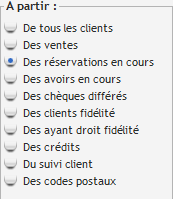 A partir :
De tous les clients
Des ventes
Des réservations en cours
Des avoirs en cours
Des chèques différés
Des clients fidélité
Des ayant droit fidélité
Des crédits
Du suivi client
Des codes postaux